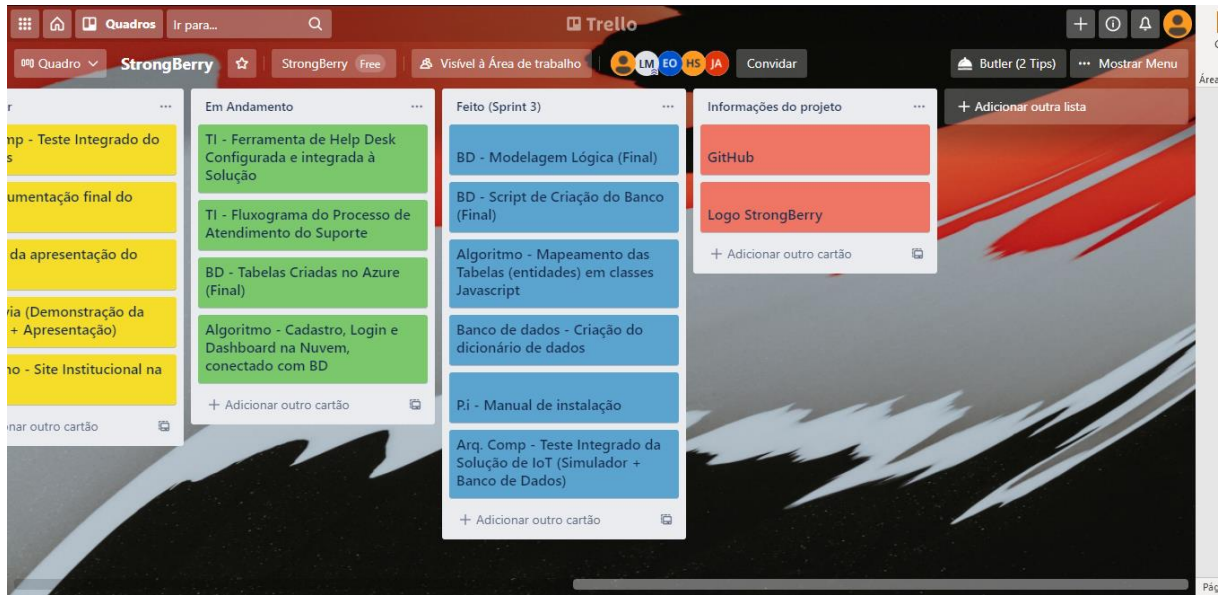 Quadros
Ir para...
Trello
Quadro
StrongBerry
StrongBerry
Free
Visível à Área de trabalho
LM
EO
HS
JA
Convidar
Butler (2 Tips)
... Mostrar Menu
r
mp - Teste Integrado do
s
umentação final do
da apresentação do
via (Demonstração da
+ Apresentação)
no - Site Institucional na
onar outro cartão
Em Andamento
TI - Ferramenta de Help Desk
Configurada e integrada à
Solução
TI - Fluxograma do Processo de
Atendimento do Suporte
BD - Tabelas Criadas no Azure
(Final)
Algoritmo - Cadastro, Login e
Dashboard na Nuvem,
conectado com BD
+ Adicionar outro cartão
Feito (Sprint 3)
BD - Modelagem Lógica (Final)
BD - Script de Criação do Banco
(Final)
Algoritmo - Mapeamento das
Tabelas (entidades) em classes
Javascript
Banco de dados - Criação do
dicionário de dados
P.i - Manual de instalação
Arq. Comp - Teste Integrado da
Solução de IoT (Simulador +
Banco de Dados)
+ Adicionar outro cartão
Informações do projeto
GitHub
Logo StrongBerry
+ Adicionar outro cartão
+ Adicionar outra lista
Área
Pág